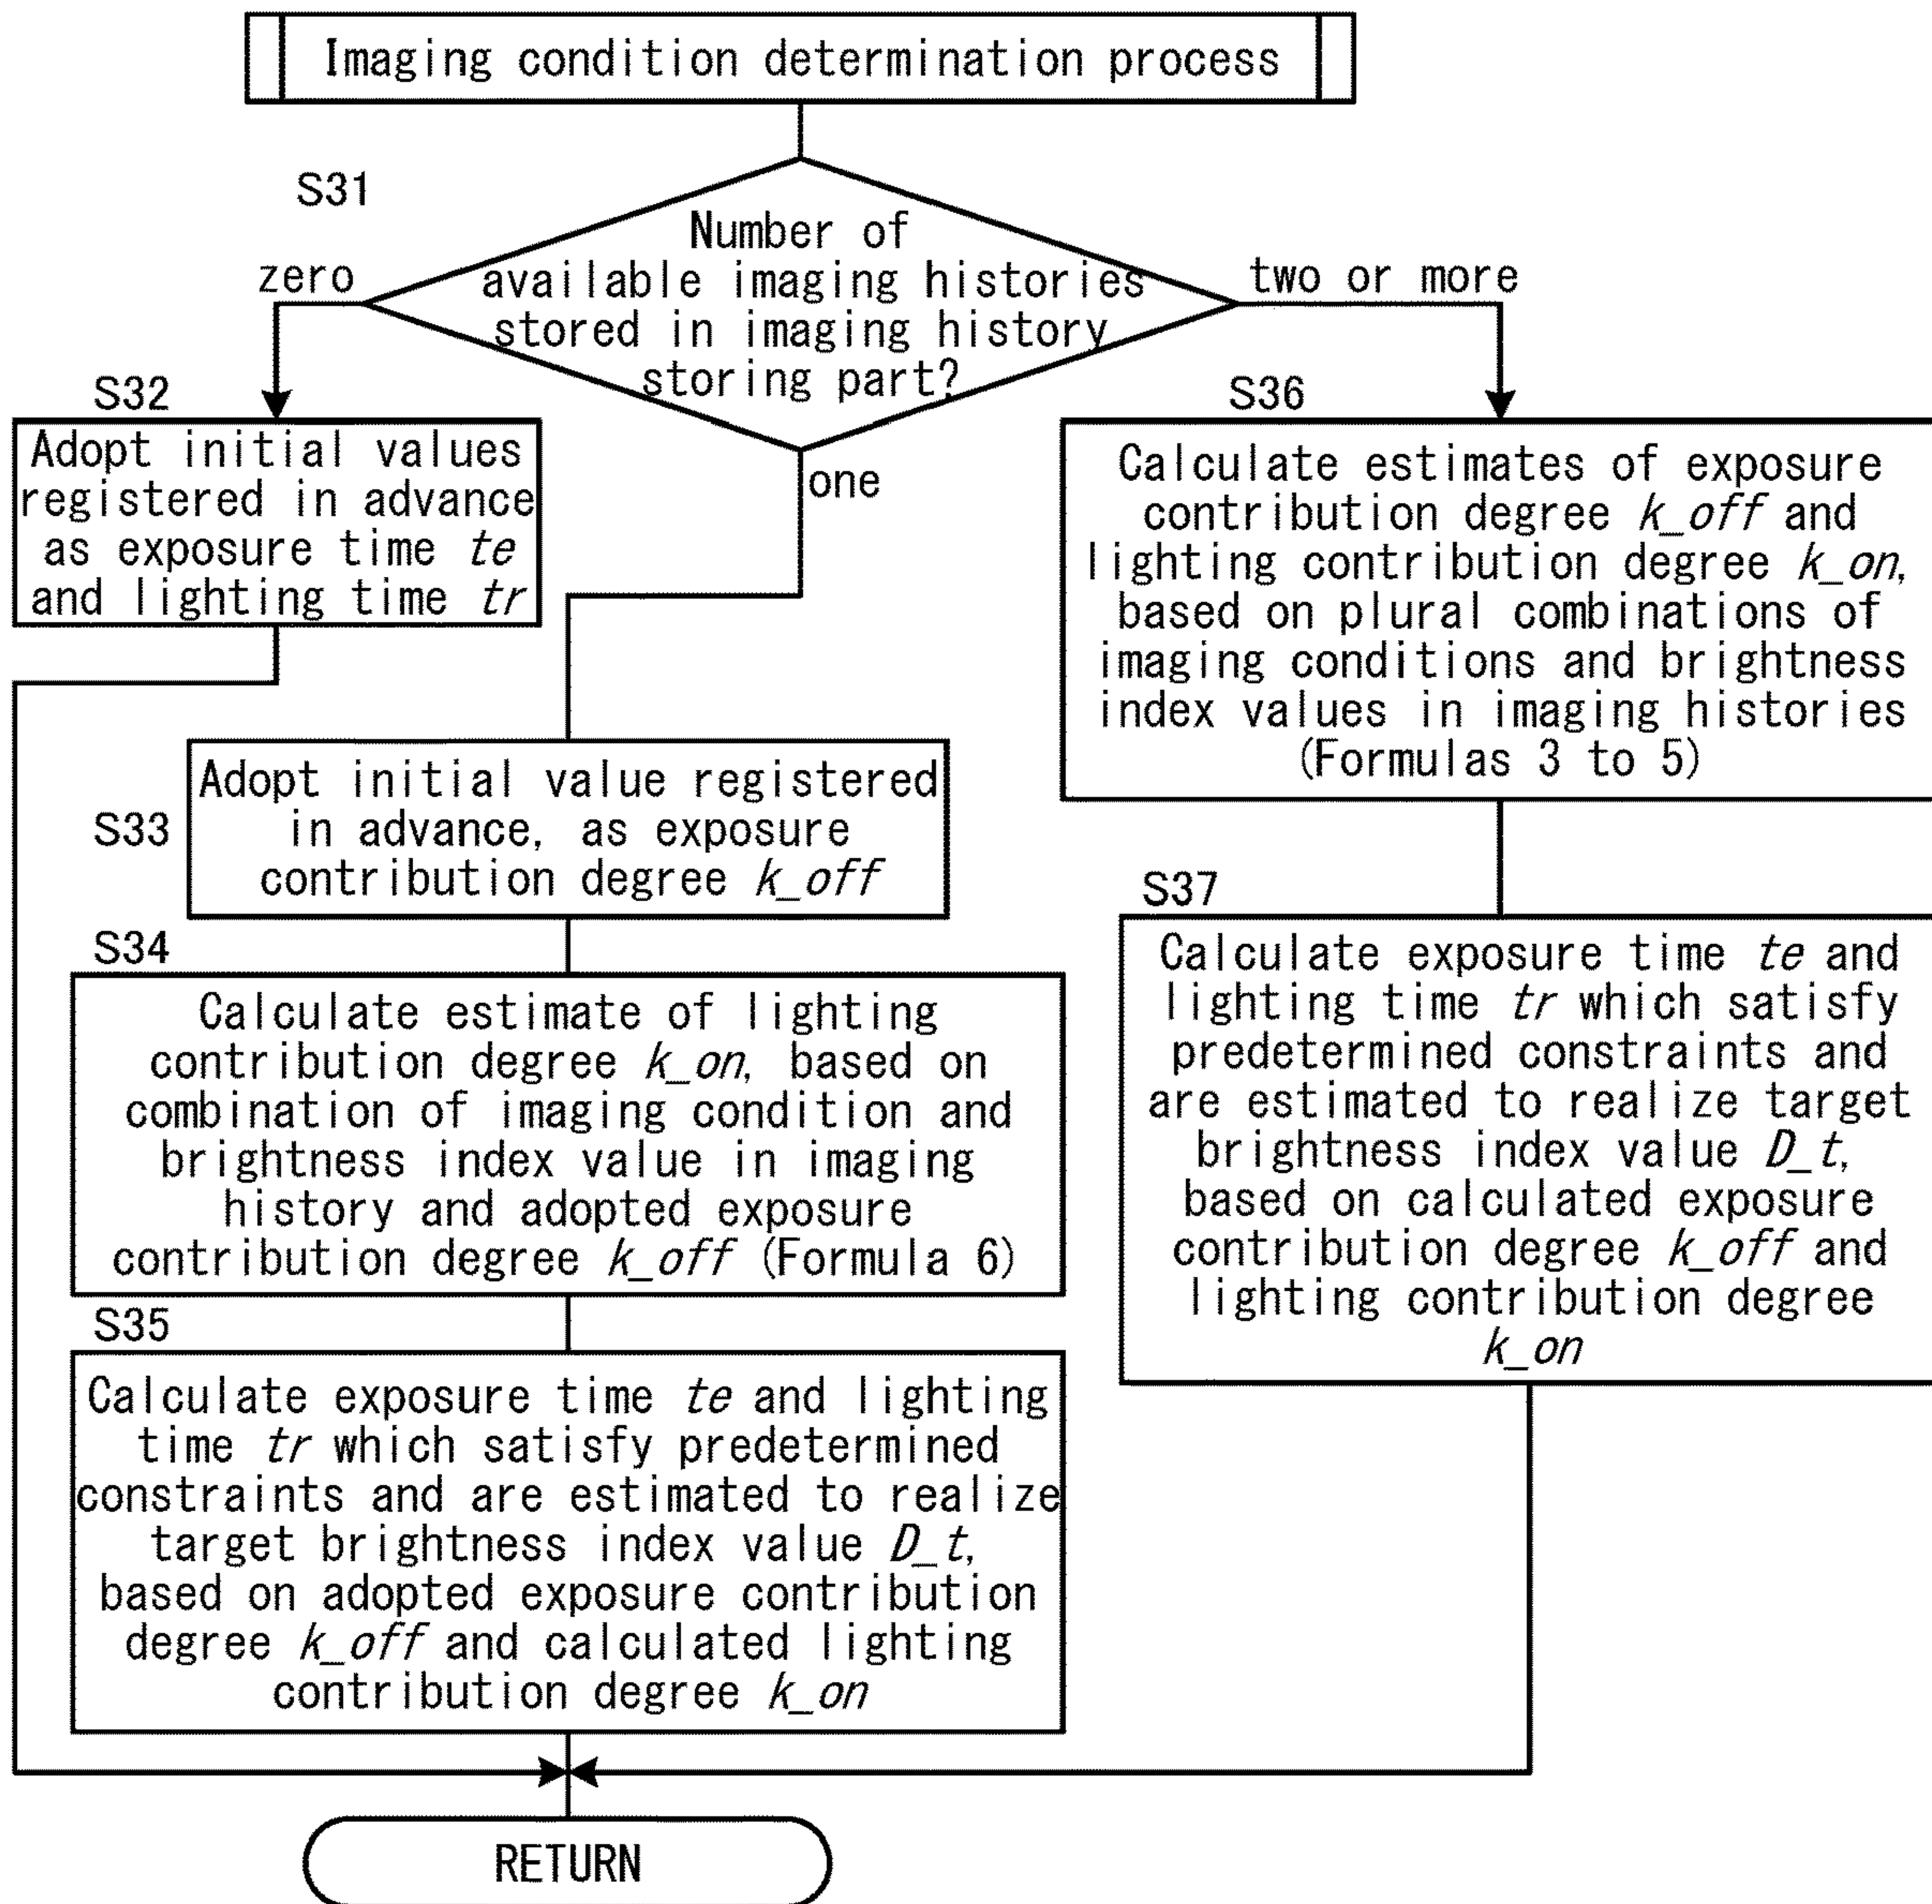 Imaging condition determination process
S31
Number of
available imaging histories
stored in imaging history
storing part?
zero
two or more
one
S32
Adopt initial values
registered in advance
as exposure time te
and lighting time tr
S33
Adopt initial value registered
in advance, as exposure
contribution degree k_off
S34
Calculate estimate of lighting
contribution degree k_on, based on
combination of imaging condition and
brightness index value in imaging
history and adopted exposure
contribution degree k_off (Formula 6)
S35
Calculate exposure time te and lighting
time tr which satisfy predetermined
constraints and are estimated to realize
target brightness index value D_t,
based on adopted exposure contribution
degree k_off and calculated lighting
contribution degree k_on
S36
Calculate estimates of exposure
contribution degree k_off and
lighting contribution degree k_on,
based on plural combinations of
imaging conditions and brightness
index values in imaging histories
(Formulas 3 to 5)
S37
Calculate exposure time te and
lighting time tr which satisfy
predetermined constraints and
are estimated to realize target
brightness index value D_t,
based on calculated exposure
contribution degree k_off and
lighting contribution degree
k_on
RETURN